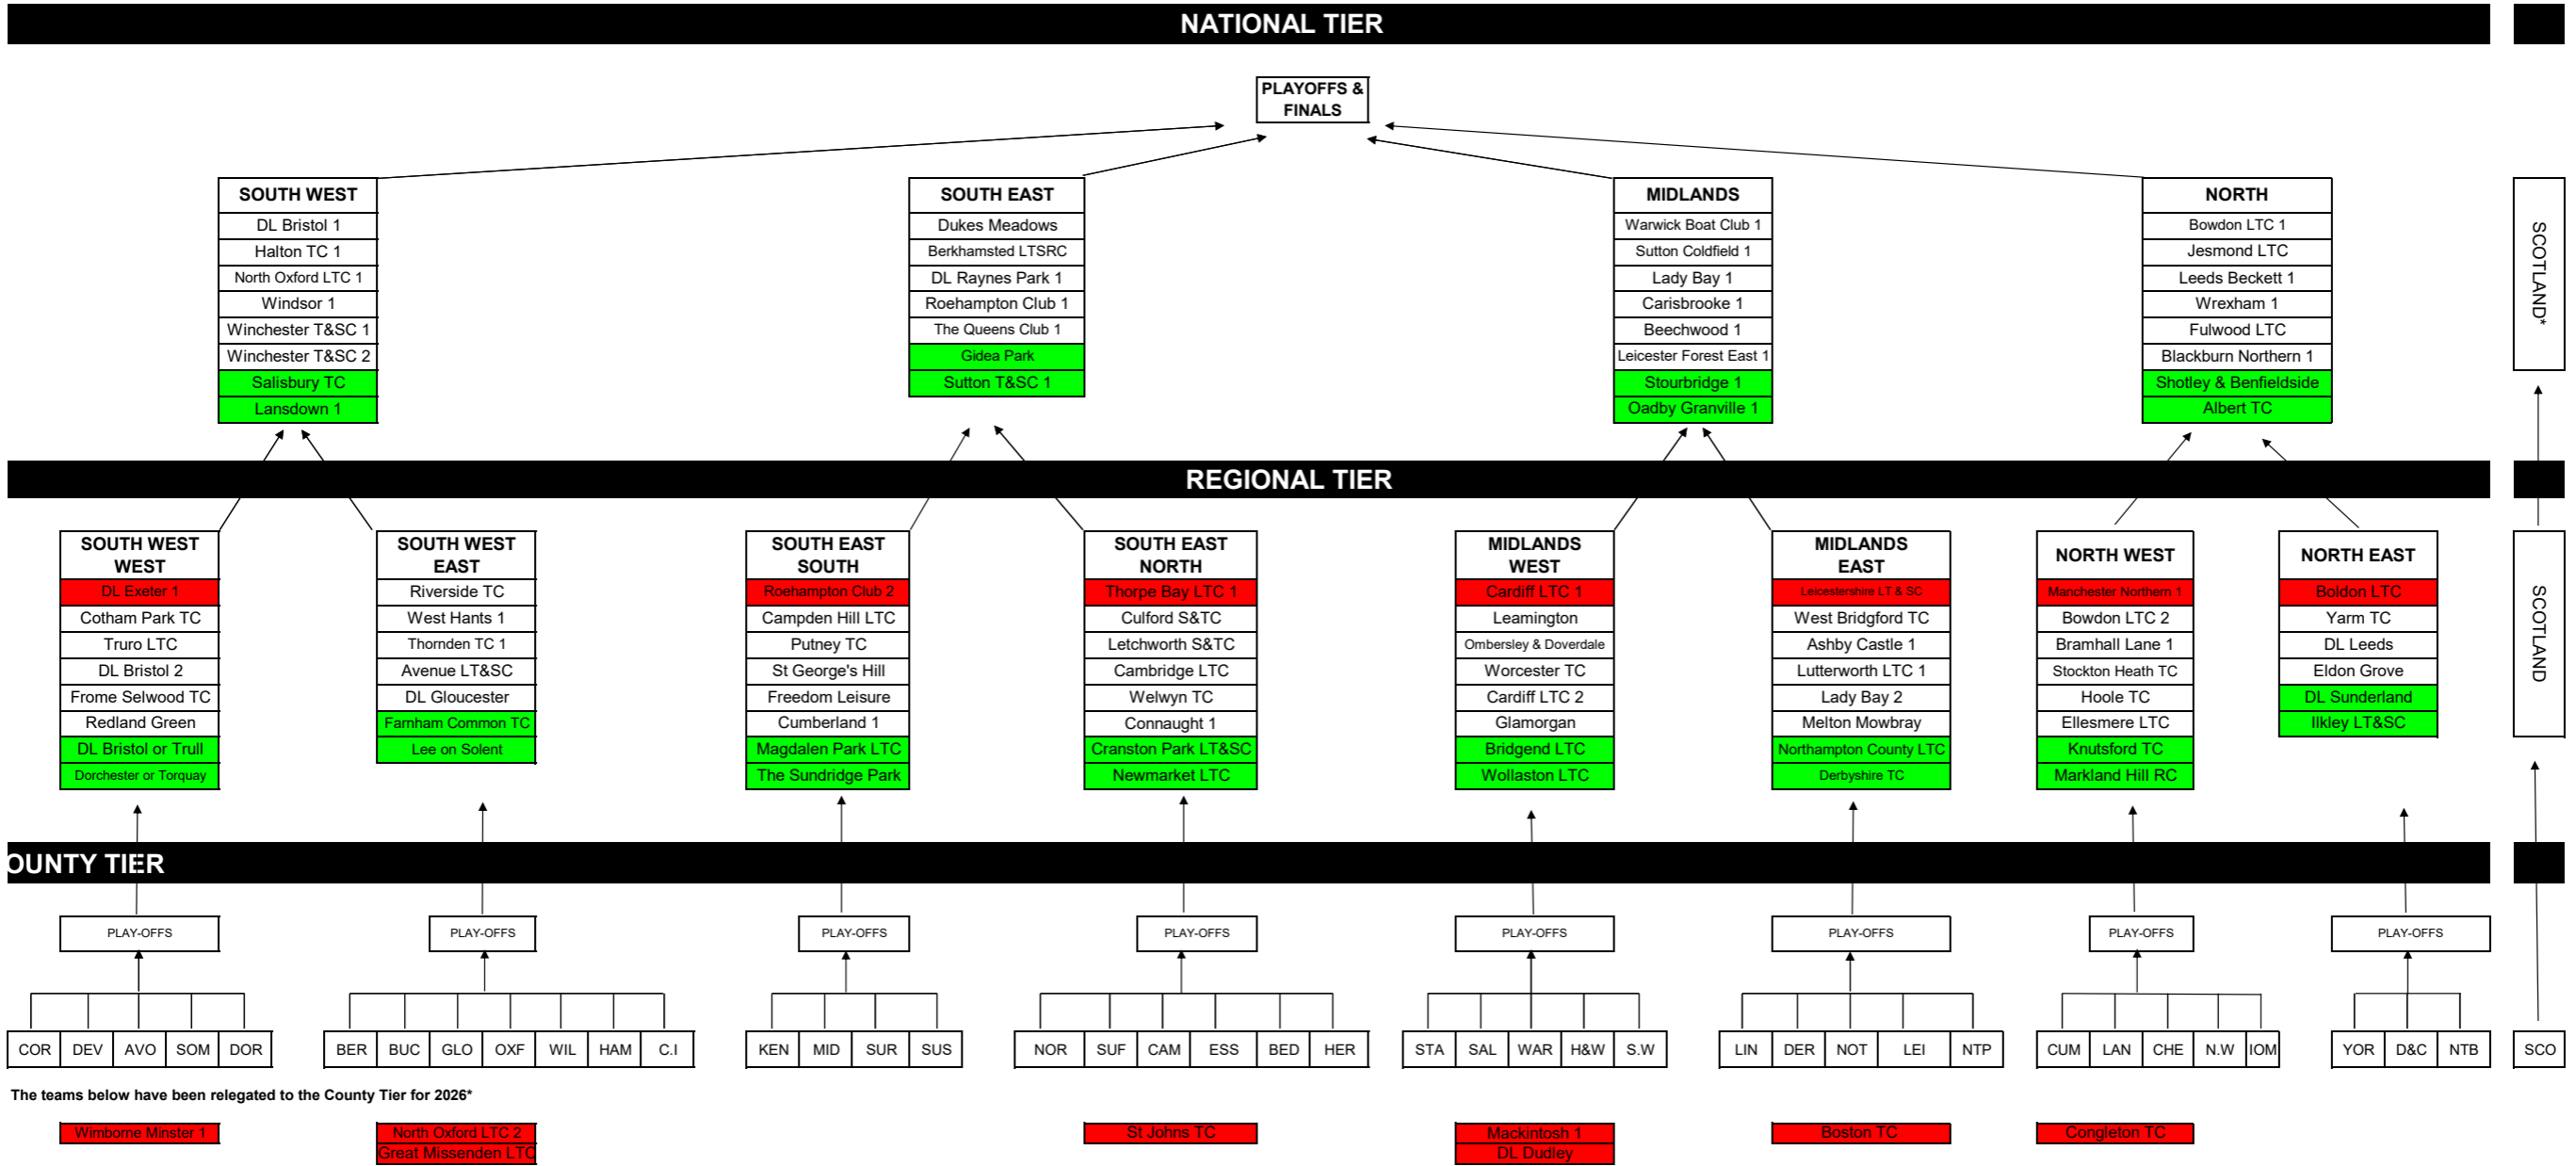 NATIONAL TIER
PLAYOFFS &
FINALS
SOUTH WEST
DL Bristol 1
Halton TC 1
North Oxford LTC 1
Windsor 1
Winchester T&SC 1
Winchester T&SC 2
Salisbury TC
Lansdown 1
SOUTH EAST
Dukes Meadows
Berkhamsted LTSRC
DL Raynes Park 1
Roehampton Club 1
The Queens Club 1
Gidea Park
Sutton T&SC 1
MIDLANDS
Warwick Boat Club 1
Sutton Coldfield 1
Lady Bay 1
Carisbrooke 1
Beechwood 1
Leicester Forest East 1
Stourbridge 1
Oadby Granville 1
NORTH
Bowdon LTC 1
Jesmond LTC
Leeds Beckett 1
Wrexham 1
Fulwood LTC
Blackburn Northern 1
Shotley & Benfieldside
Albert TC
SCOTLAND*
REGIONAL TIER
SOUTH WEST
WEST
DL Exeter 1
Cotham Park TC
Truro LTC
DL Bristol 2
Frome Selwood TC
Redland Green
DL Bristol or Trull
Dorchester or Torquay
SOUTH WEST
EAST
Riverside TC
West Hants 1
Thornden TC 1
Avenue LT&SC
DL Gloucester
Farnham Common TC
Lee on Solent
SOUTH EAST
SOUTH
Roehampton Club 2
Campden Hill LTC
Putney TC
St George's Hill
Freedom Leisure
Cumberland 1
Magdalen Park LTC
The Sundridge Park
SOUTH EAST
NORTH
Thorpe Bay LTC 1
Culford S&TC
Letchworth S&TC
Cambridge LTC
Welwyn TC
Connaught 1
Cranston Park LT&SC
Newmarket LTC
MIDLANDS
WEST
Cardiff LTC 1
Leamington
Ombersley & Doverdale
Worcester TC
Cardiff LTC 2
Glamorgan
Bridgend LTC
Wollaston LTC
MIDLANDS
EAST
Leicestershire LT & SC
West Bridgford TC
Ashby Castle 1
Lutterworth LTC 1
Lady Bay 2
Melton Mowbray
Northampton County LTC
Derbyshire TC
NORTH WEST
Manchester Northern 1
Bowdon LTC 2
Bramhall Lane 1
Stockton Heath TC
Hoole TC
Ellesmere LTC
Knutsford TC
Markland Hill RC
NORTH EAST
Boldon LTC
Yarm TC
DL Leeds
Eldon Grove
DL Sunderland
Ilkley LT&SC
SCOTLAND
OUNTY TIER
PLAY-OFFS
PLAY-OFFS
PLAY-OFFS
PLAY-OFFS
PLAY-OFFS
PLAY-OFFS
PLAY-OFFS
PLAY-OFFS
COR DEV AVO SOM DOR
BER BUC GLO OXF WIL HAM C.I
KEN MID SUR SUS
NOR SUF CAM ESS BED HER
STA SAL WAR H&W S.W
LIN DER NOT LEI NTP
CUM LAN CHE N.W IOM
YOR D&C NTB
SCO
The teams below have been relegated to the County Tier for 2026*
Wimborne Minster 1
North Oxford LTC 2
Great Missenden LTC
St Johns TC
Mackintosh 1
DL Dudley
Boston TC
Congleton TC